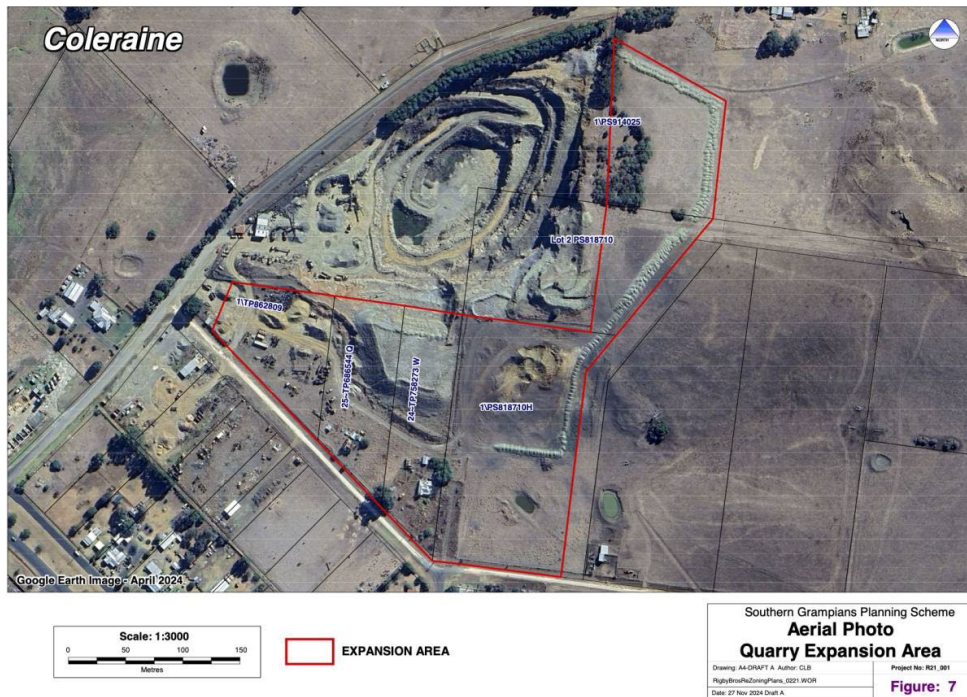 Coleraine
NORTH
1\PS914025
Lot 2 PS818710
1\TP862809
25~TP686544 Q
24~TP758273 W
1\PS818710H
Google Earth Image - April 2024
Scale: 1:3000
0 50 100 150
Metres
EXPANSION AREA
Southern Grampians Planning Scheme
Aerial Photo
Quarry Expansion Area
Drawing: A4-DRAFT A Author: CLB
RigbyBrosReZoningPlans_0221.WOR
Date: 27 Nov 2024 Draft A
Project No: R21_001
Figure: 7